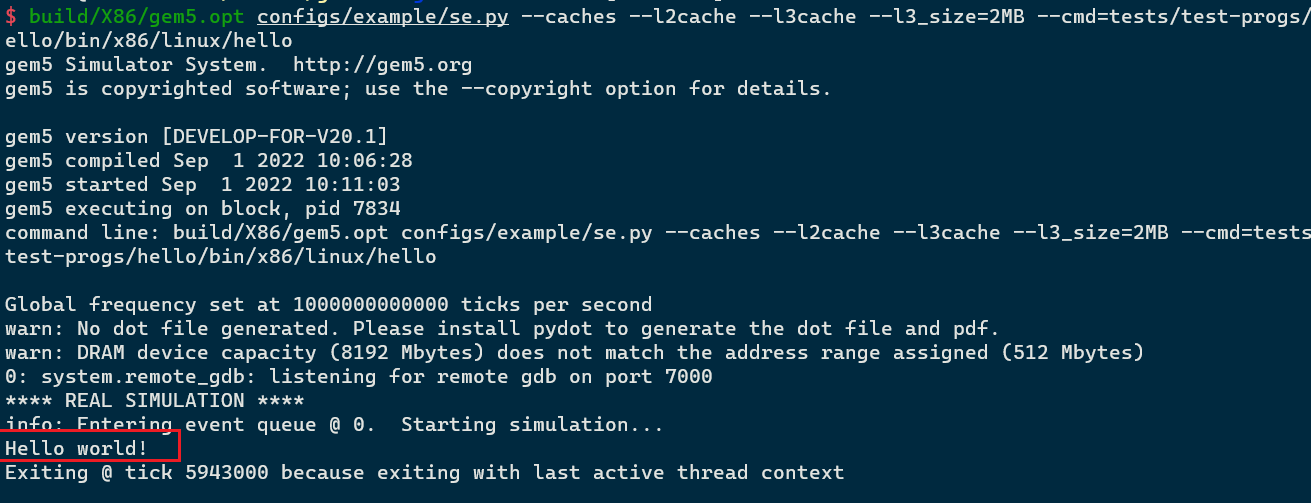 $ build/X86/gem5.opt configs/example/se.py --caches --l2cache --l3cache --l3_size=2MB --cmd=tests/test-progs/
ello/bin/x86/linux/hello
gem5 Simulator System.  http://gem5.org
gem5 is copyrighted software; use the --copyright option for details.
gem5 version [DEVELOP-FOR-V20.1]
gem5 compiled Sep  1 2022 10:06:28
gem5 started Sep  1 2022 10:11:03
gem5 executing on block, pid 7834
command line: build/X86/gem5.opt configs/example/se.py --caches --l2cache --l3cache --l3_size=2MB --cmd=tests
test-progs/hello/bin/x86/linux/hello
Global frequency set at 1000000000000 ticks per second
warn: No dot file generated. Please install pydot to generate the dot file and pdf.
warn: DRAM device capacity (8192 Mbytes) does not match the address range assigned (512 Mbytes)
0: system.remote_gdb: listening for remote gdb on port 7000
**** REAL SIMULATION ****
info: Entering event queue @ 0.  Starting simulation...
Hello world!
Exiting @ tick 5943000 because exiting with last active thread context